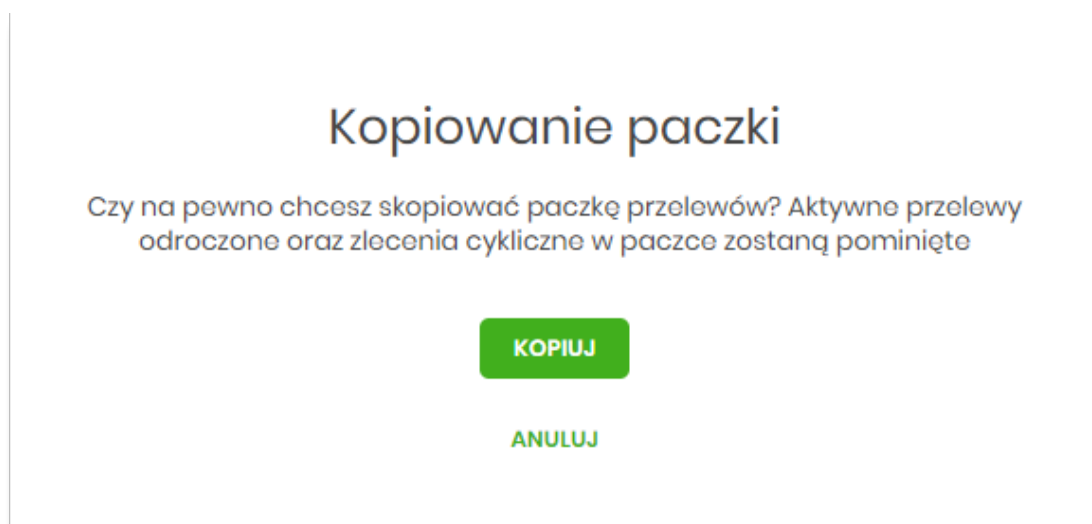 Kopiowanie paczki
Czy na pewno chcesz skopiować paczkę przelewów? Aktywne przelewy
odroczone oraz zlecenia cykliczne w paczce zostaną pominięte
KOPIUJ
ANULUJ